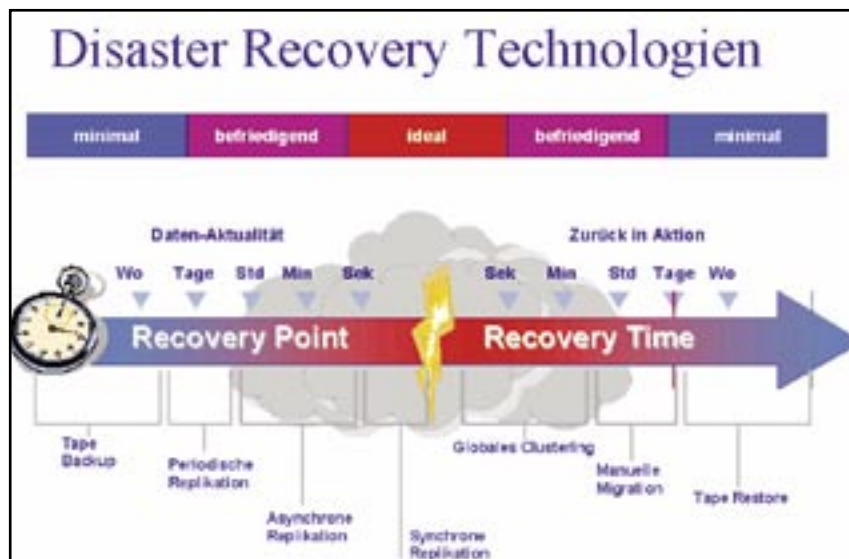 Disaster Recovery Technologien
minimal befriedigend ideal befriedigend minimal
Daten-Aktualität Zurück in Aktion
Wo Tage Std Min Sek Sek Min Std Tage Wo
Recovery Point Recovery Time
Tape
Backup
Periodische
Replikation
Asynchrone
Replikation
Synchrone
Replikation
Globales Clustering
Manuelle
Migration
Tape Restore